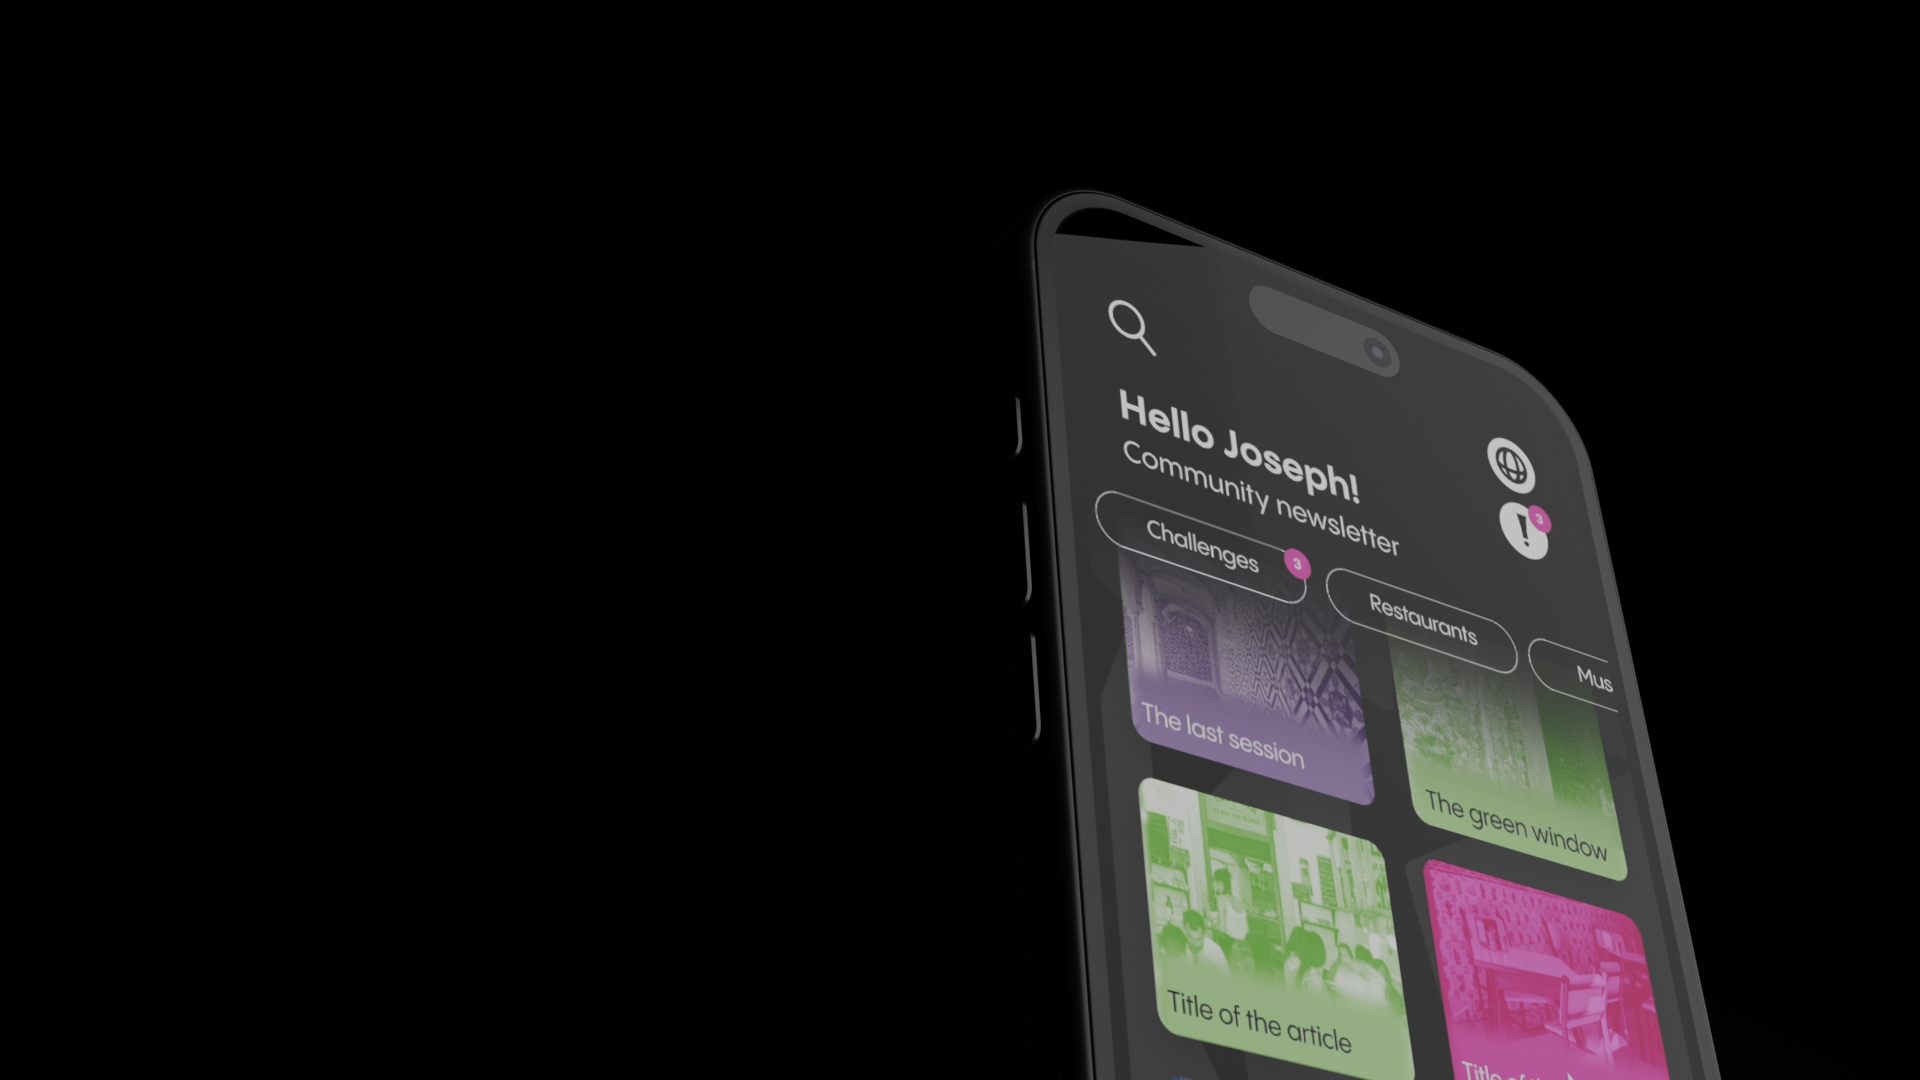 Hello Joseph!
Community newsletter
!
3
Challenges
3
Restaurants
Mus
The last session
The green window
Title of the article
Title of